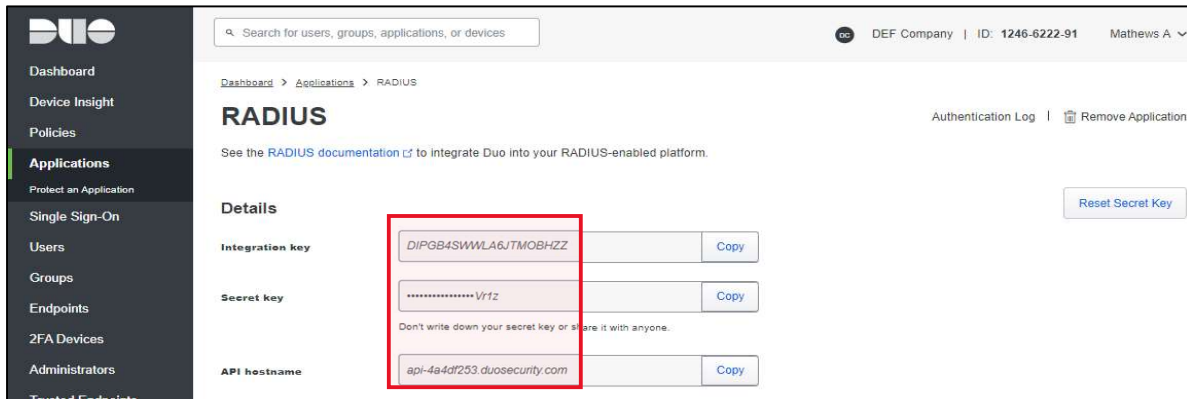 DUO
Search for users, groups, applications, or devices
DC DEF Company | ID: 1246-6222-91 Mathews A
Dashboard
Device Insight
Policies
Applications
Protect an Application
Single Sign-On
Users
Groups
Endpoints
2FA Devices
Administrators
Trusted Endpoints
Dashboard > Applications > RADIUS
RADIUS
Authentication Log | Remove Application
See the RADIUS documentation to integrate Duo into your RADIUS-enabled platform.
Details
Reset Secret Key
Integration key DIPGB4SWWLA6JTMOBHZZ Copy
Secret key ••••••••••••••••Vr1z Copy
Don't write down your secret key or share it with anyone.
API hostname api-4a4df253.duosecurity.com Copy